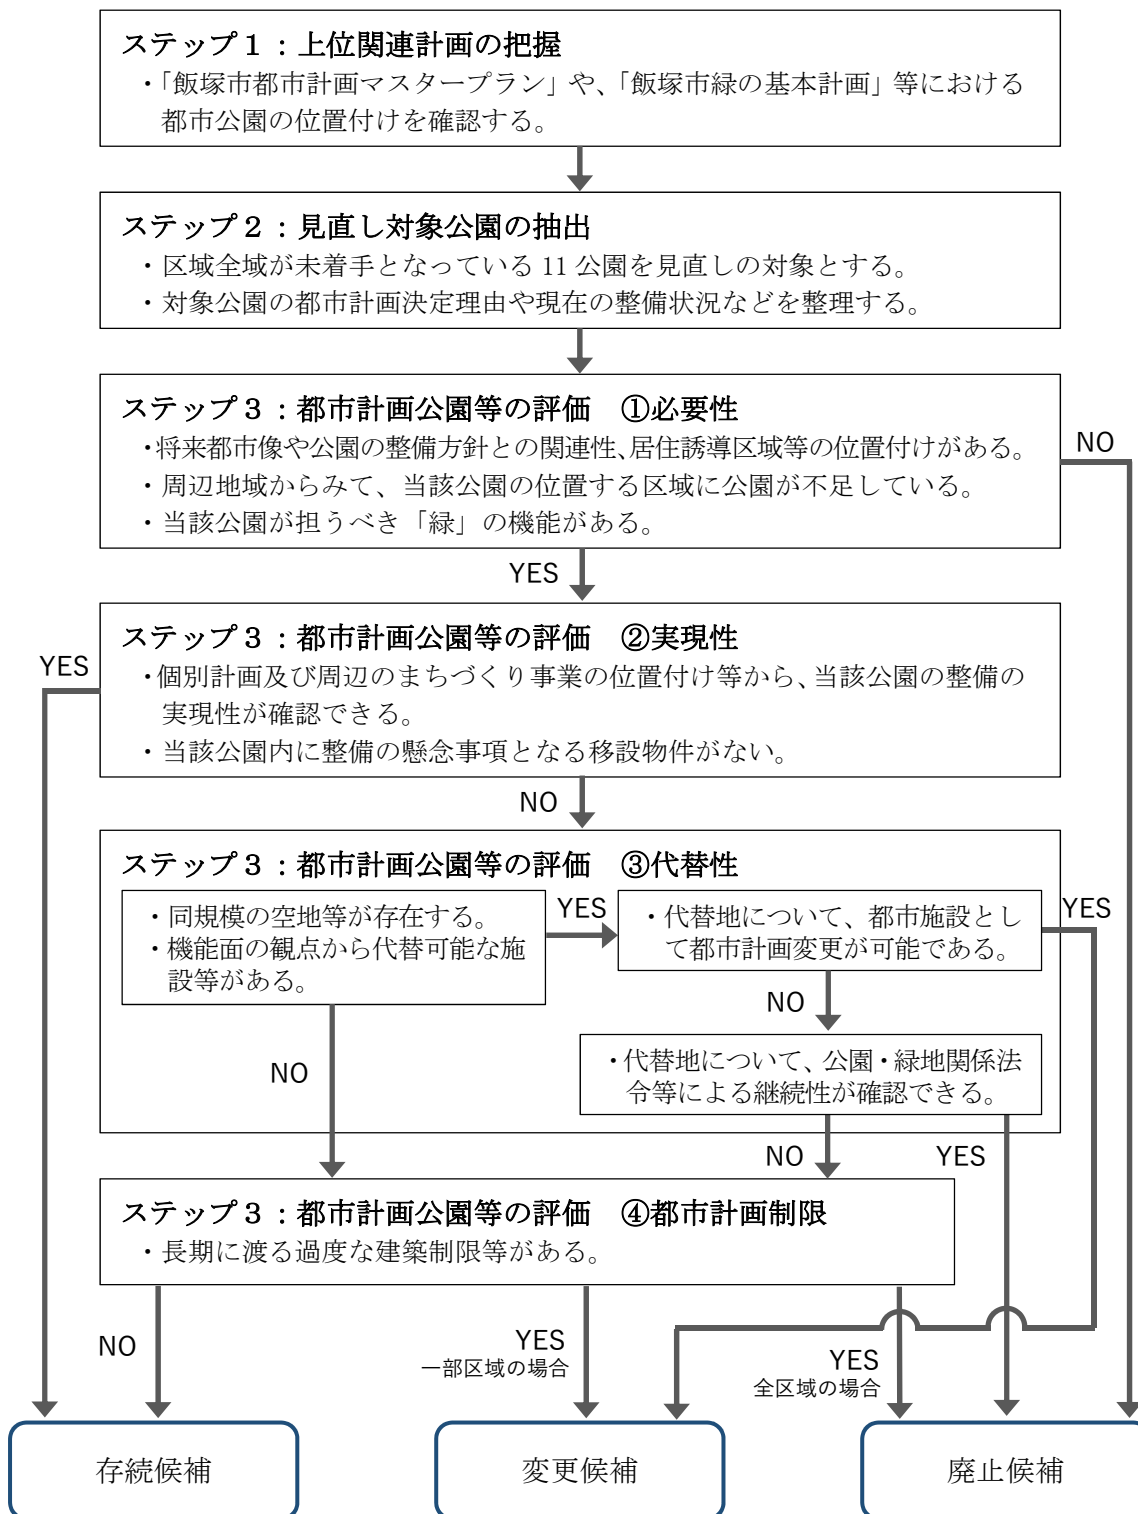 ステップ１：上位関連計画の把握
・「飯塚市都市計画マスタープラン」や、「飯塚市緑の基本計画」等における
都市公園の位置付けを確認する。
ステップ２：見直し対象公園の抽出
・区域全域が未着手となっている 11 公園を見直しの対象とする。
・対象公園の都市計画決定理由や現在の整備状況などを整理する。
ステップ３：都市計画公園等の評価　①必要性
・将来都市像や公園の整備方針との関連性、居住誘導区域等の位置付けがある。
・周辺地域からみて、当該公園の位置する区域に公園が不足している。
・当該公園が担うべき「緑」の機能がある。
NO
YES
ステップ３：都市計画公園等の評価　②実現性
・個別計画及び周辺のまちづくり事業の位置付け等から、当該公園の整備の
実現性が確認できる。
・当該公園内に整備の懸念事項となる移設物件がない。
YES
NO
ステップ３：都市計画公園等の評価　③代替性
・同規模の空地等が存在する。
・機能面の観点から代替可能な施
設等がある。
YES
・代替地について、都市施設とし
て都市計画変更が可能である。
YES
NO
NO
・代替地について、公園・緑地関係法
令等による継続性が確認できる。
NO
YES
ステップ３：都市計画公園等の評価　④都市計画制限
・長期に渡る過度な建築制限等がある。
NO
YES
一部区域の場合
YES
全区域の場合
存続候補
変更候補
廃止候補